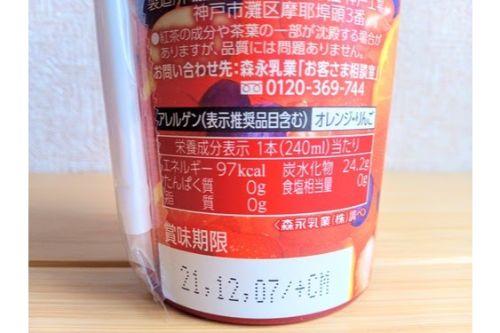 神戸市灘区摩耶埠頭3番
●紅茶の成分や茶葉の一部が沈殿する場合が
ありますが、品質には問題ありません。
お問い合わせ先:森永乳業「お客さま相談室」
0120-369-744
アレルゲン(表示推奨品目含む) オレンジ・りんご
栄養成分表示 1本(240ml)当たり
エネルギー 97kcal 炭水化物 24.2g
たんぱく質 0g 食塩相当量 0g
脂質 0g
〈森永乳業(株)調べ〉
賞味期限
21.12.07/+CM